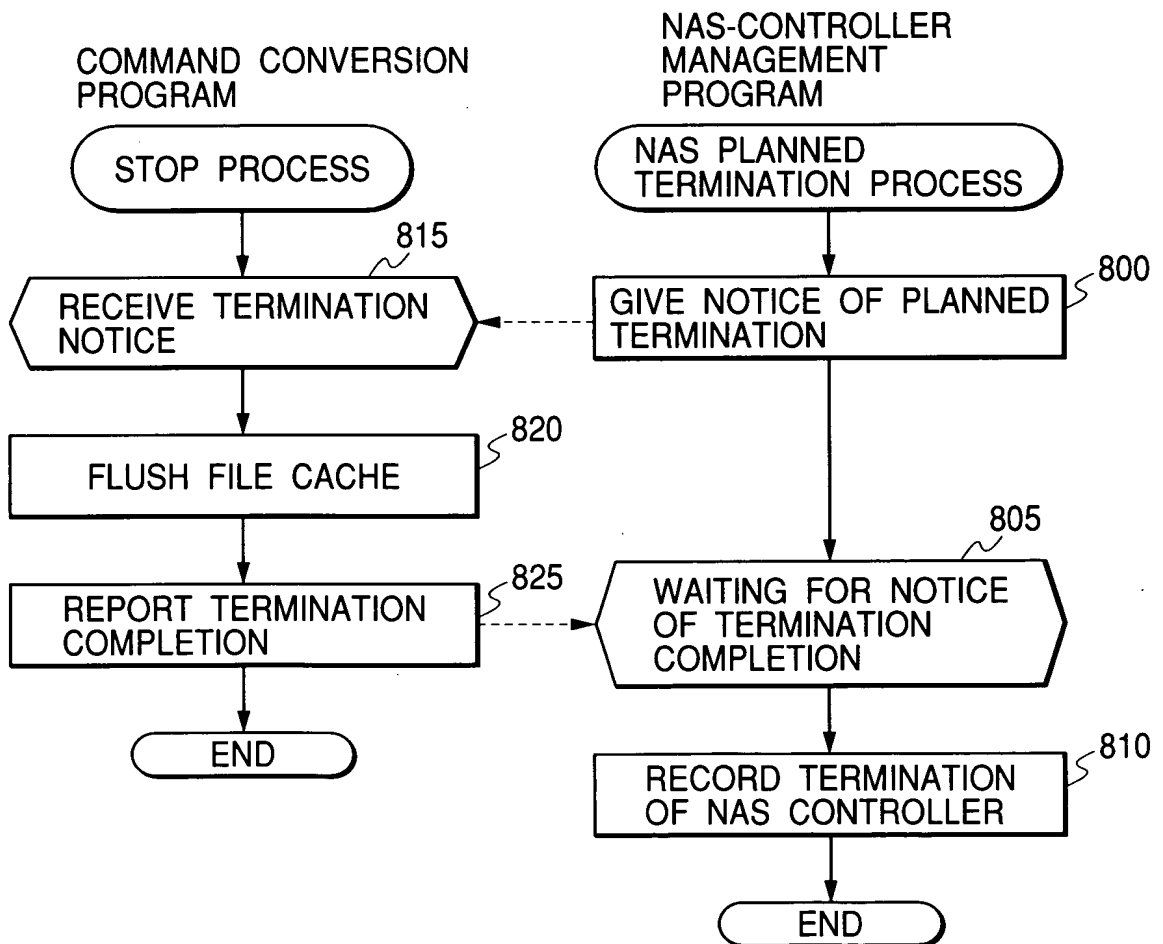 COMMAND CONVERSION
PROGRAM
STOP PROCESS
815
RECEIVE TERMINATION
NOTICE
820
FLUSH FILE CACHE
825
REPORT TERMINATION
COMPLETION
END
NAS-CONTROLLER
MANAGEMENT
PROGRAM
NAS PLANNED
TERMINATION PROCESS
800
GIVE NOTICE OF PLANNED
TERMINATION
805
WAITING FOR NOTICE
OF TERMINATION
COMPLETION
810
RECORD TERMINATION
OF NAS CONTROLLER
END